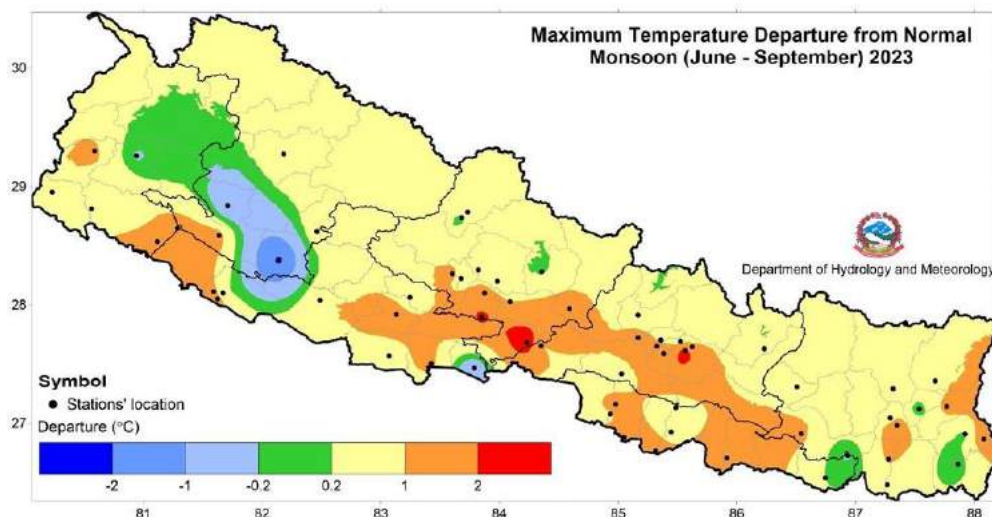 Maximum Temperature Departure from Normal
Monsoon (June - September) 2023
30
29
28
27
Department of Hydrology and Meteorology
Symbol
Stations' location
Departure (°C)
-2 -1 -0.2 0.2 1 2
81 82 83 84 85 86 87 88